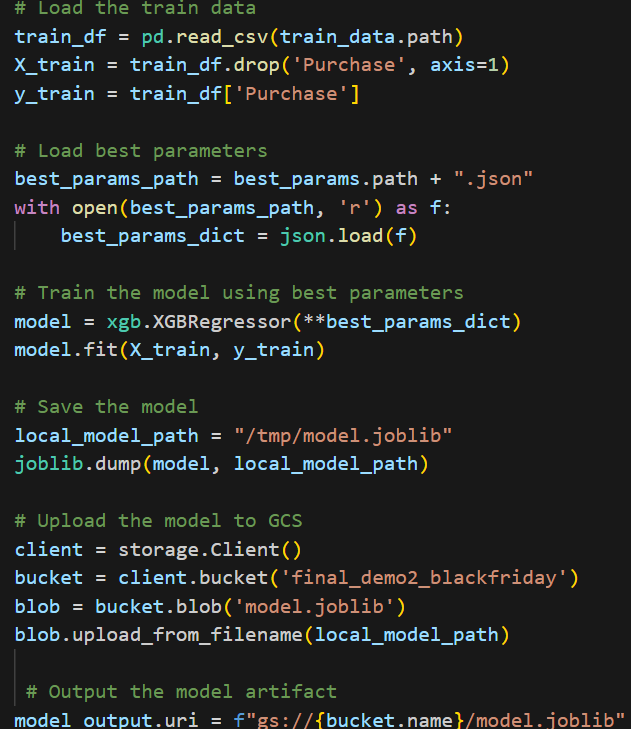 # Load the train data
train_df = pd.read_csv(train_data.path)
X_train = train_df.drop('Purchase', axis=1)
y_train = train_df['Purchase']
# Load best parameters
best_params_path = best_params.path + ".json"
with open(best_params_path, 'r') as f:
    best_params_dict = json.load(f)
# Train the model using best parameters
model = xgb.XGBRegressor(**best_params_dict)
model.fit(X_train, y_train)
# Save the model
local_model_path = "/tmp/model.joblib"
joblib.dump(model, local_model_path)
# Upload the model to GCS
client = storage.Client()
bucket = client.bucket('final_demo2_blackfriday')
blob = bucket.blob('model.joblib')
blob.upload_from_filename(local_model_path)
 # Output the model artifact
model_output.uri = f"gs://{bucket.name}/model.joblib"